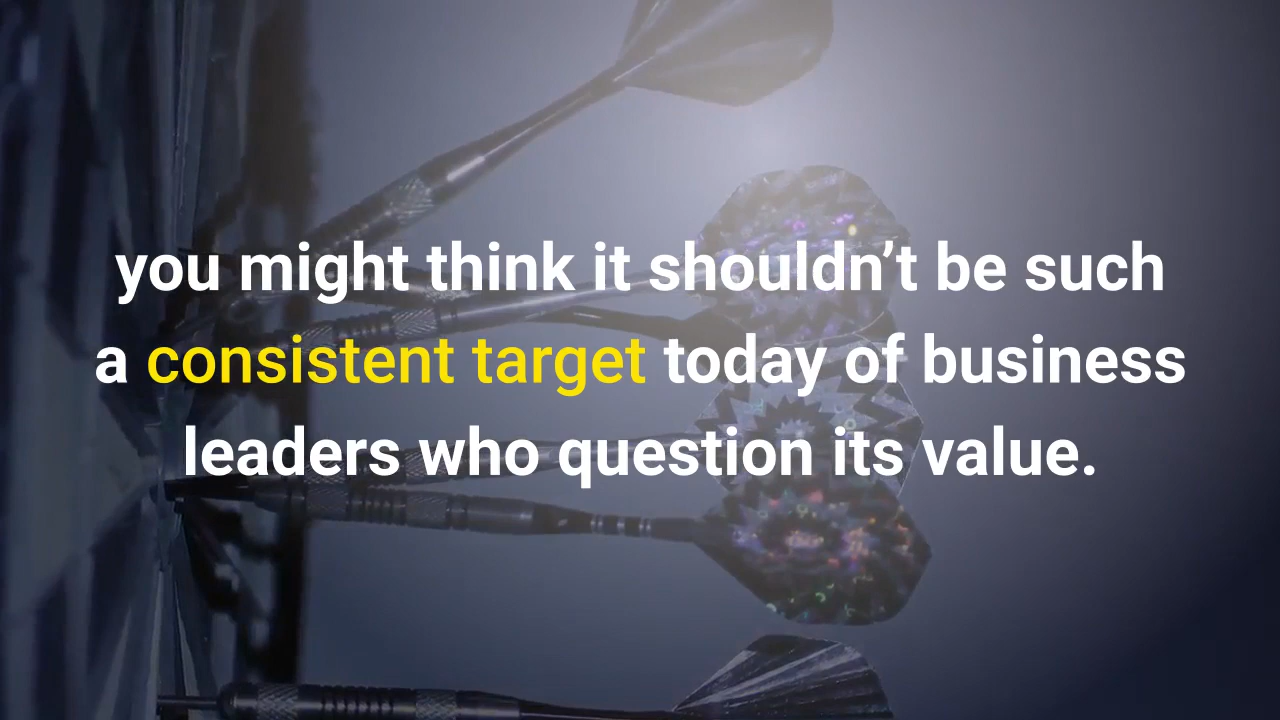 you might think it shouldn’t be such
a consistent target today of business
leaders who question its value.